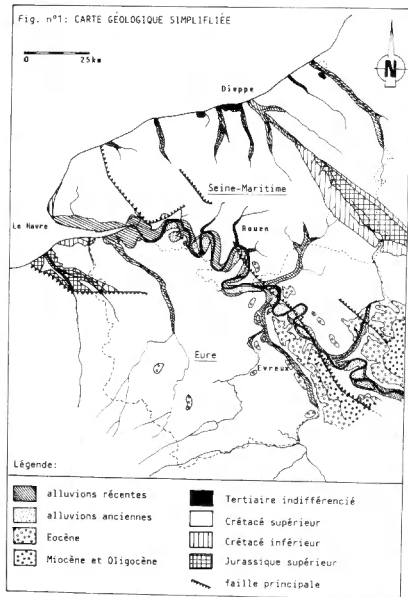 Fig. n°1: CARTE GÉOLOGIQUE SIMPLIFLIÉE
0 25km
N
Dieppe
Seine-Maritime
Le Havre
Rouen
Eure
Evreux
Légende:
alluvions récentes
alluvions anciennes
Eocène
Miocène et Oligocène
Tertiaire indifférencié
Crétacé supérieur
Crétacé inférieur
Jurassique supérieur
faille principale